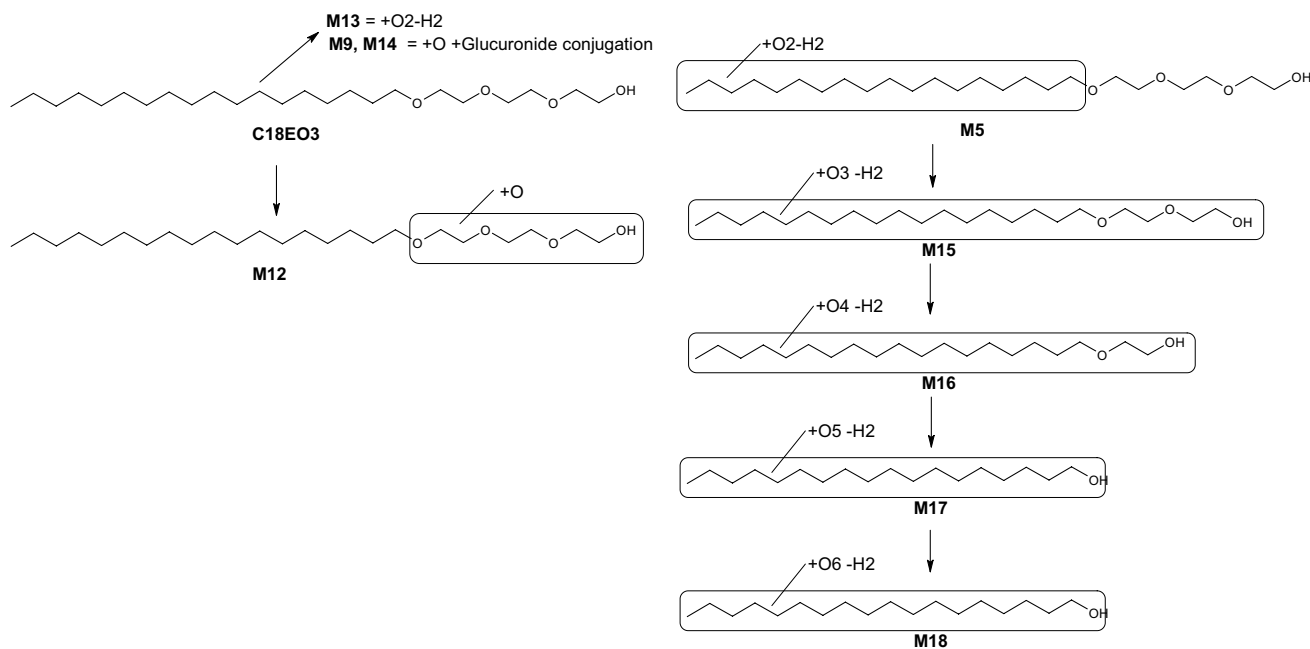 M13 = +O2-H2
M9, M14 = +O +Glucuronide conjugation
O
O
O
OH
C18EO3
+O
O
O
O
OH
M12
+O2-H2
O
O
O
OH
M5
+O3 -H2
O
O
OH
M15
+O4 -H2
O
OH
M16
+O5 -H2
OH
M17
+O6 -H2
OH
M18